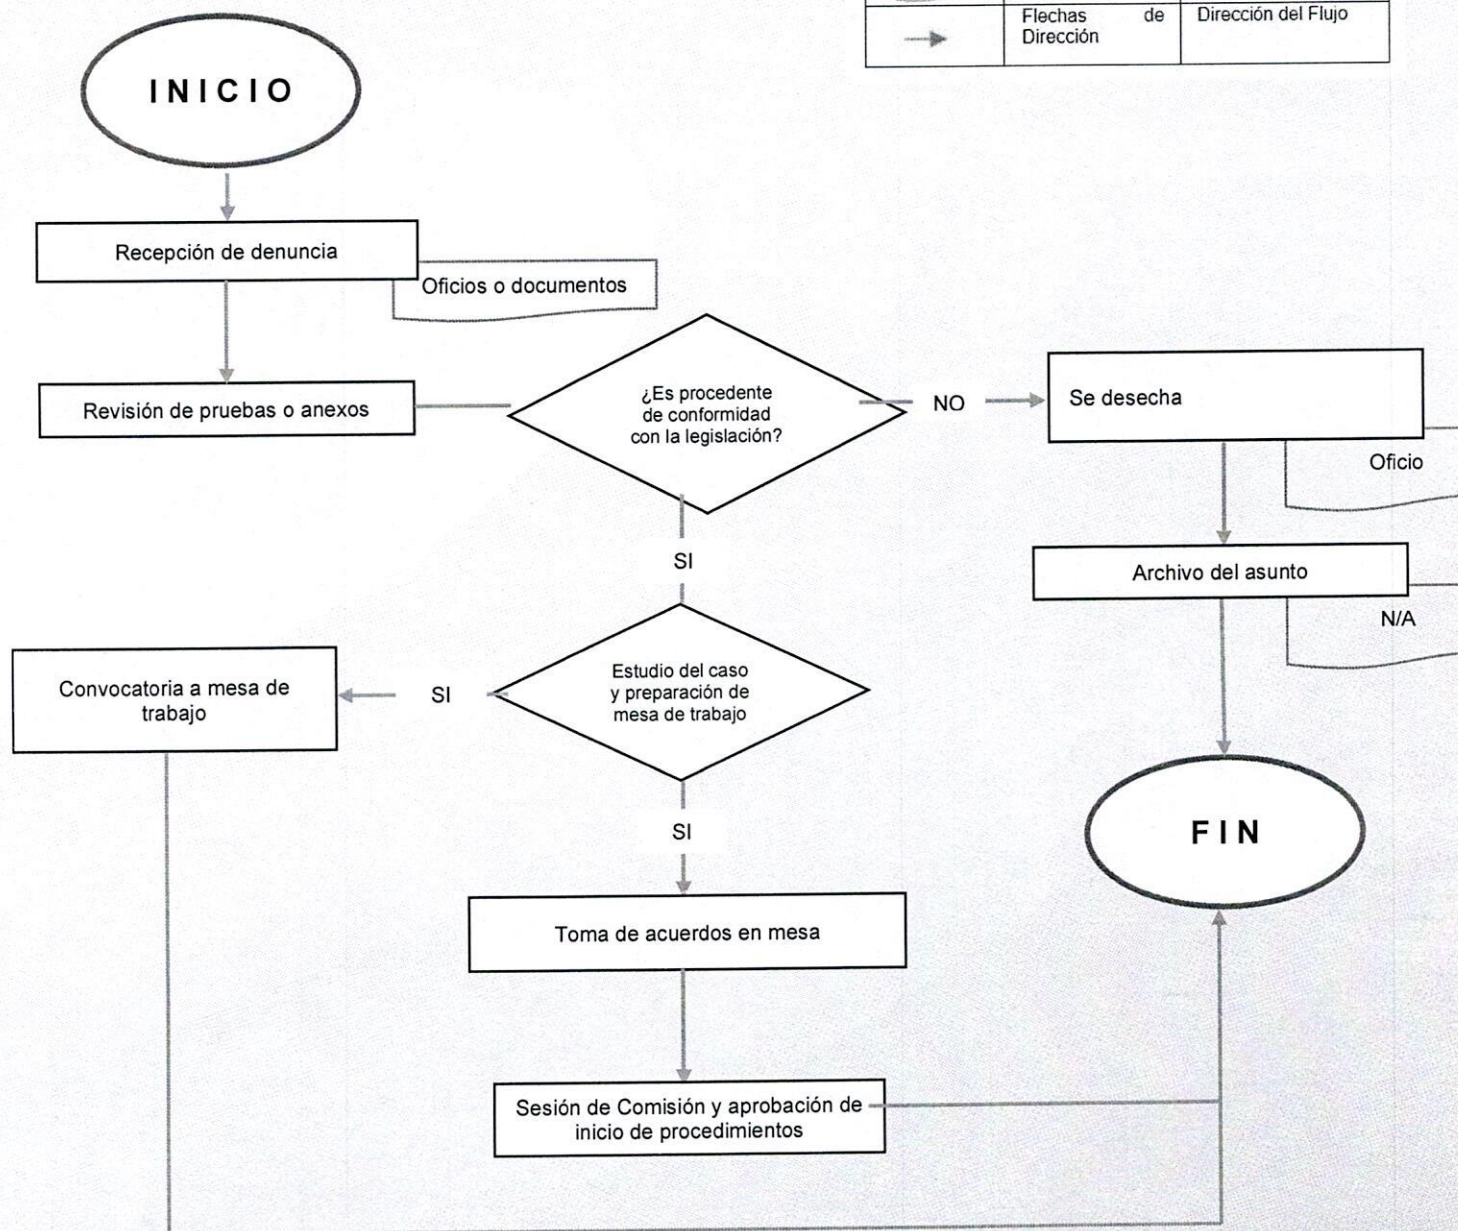 Flechas de Dirección del Flujo
Dirección
INICIO
Recepción de denuncia
Oficios o documentos
Revisión de pruebas o anexos
¿Es procedente
de conformidad
con la legislación?
NO
Se desecha
Oficio
SI
Archivo del asunto
N/A
Convocatoria a mesa de
trabajo
SI
Estudio del caso
y preparación de
mesa de trabajo
SI
FIN
Toma de acuerdos en mesa
Sesión de Comisión y aprobación de
inicio de procedimientos